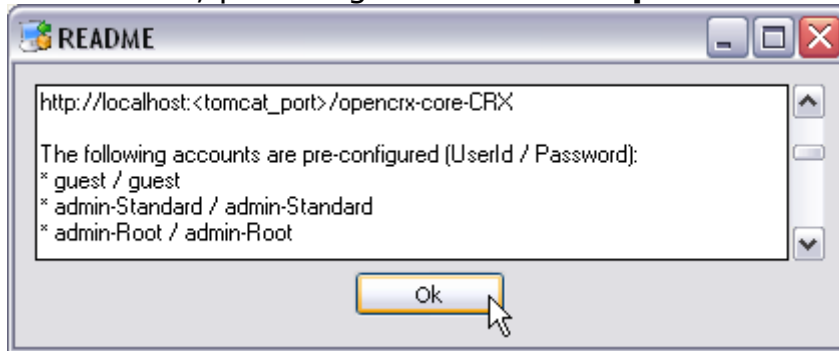 README
http://localhost:<tomcat_port>/opencrx-core-CRX
The following accounts are pre-configured (UserId / Password):
* guest / guest
* admin-Standard / admin-Standard
* admin-Root / admin-Root
Ok